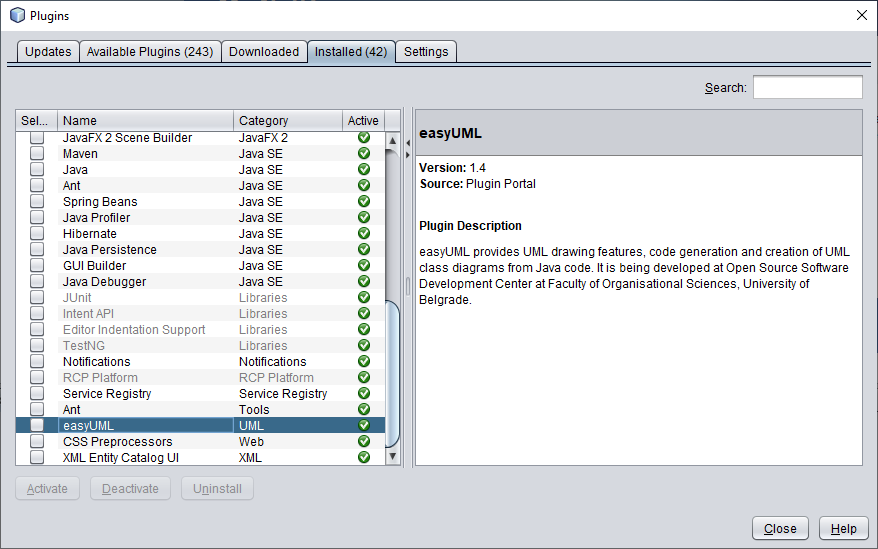 Plugins
Updates Available Plugins (243) Downloaded Installed (42) Settings
Search:
Sel... Name Category Active
JavaFX 2 Scene Builder JavaFX 2
Maven Java SE
Java Java SE
Ant Java SE
Spring Beans Java SE
Java Profiler Java SE
Hibernate Java SE
Java Persistence Java SE
GUI Builder Java SE
Java Debugger Java SE
JUnit Libraries
Intent API Libraries
Editor Indentation Support Libraries
TestNG Libraries
Notifications Notifications
RCP Platform RCP Platform
Service Registry Service Registry
Ant Tools
easyUML UML
CSS Preprocessors Web
XML Entity Catalog UI XML
easyUML
Version: 1.4
Source: Plugin Portal
Plugin Description
easyUML provides UML drawing features, code generation and creation of UML
class diagrams from Java code. It is being developed at Open Source Software
Development Center at Faculty of Organisational Sciences, University of
Belgrade.
Activate Deactivate Uninstall
Close Help